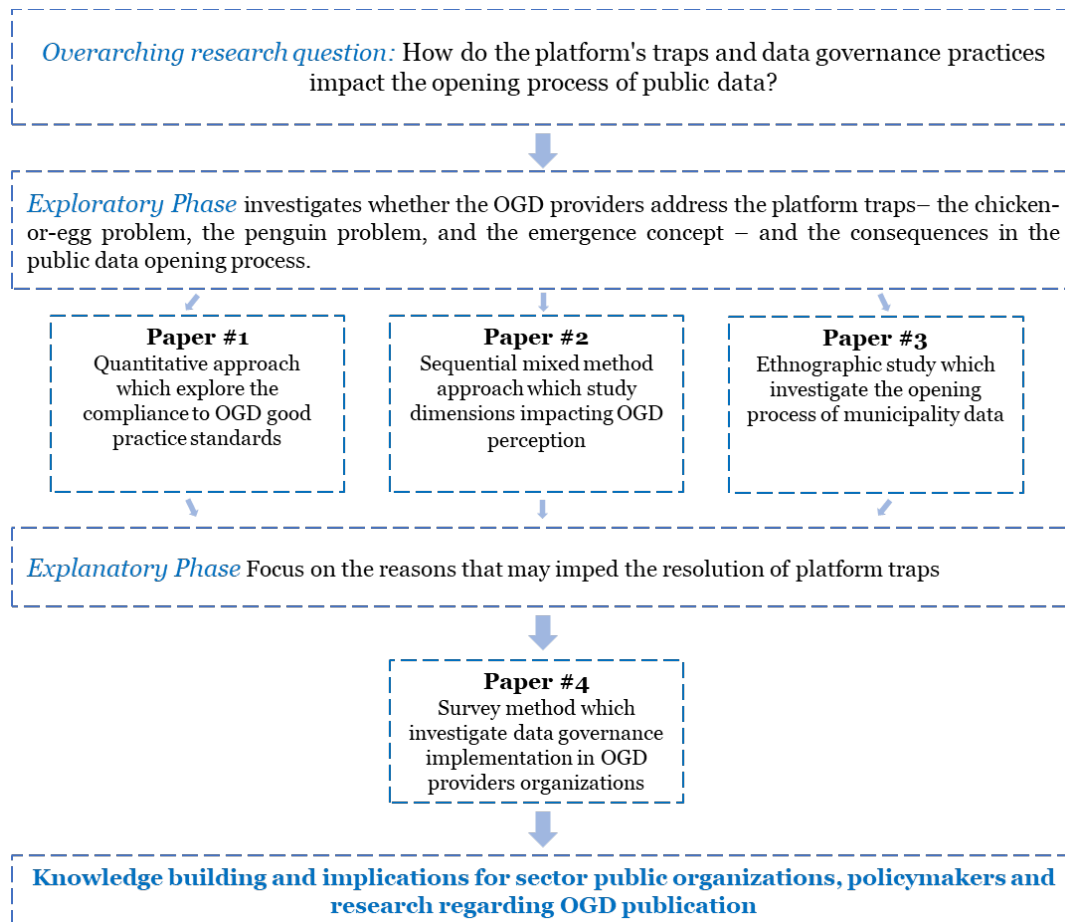 Overarching research question: How do the platform's traps and data governance practices
impact the opening process of public data?
Exploratory Phase investigates whether the OGD providers address the platform traps– the chicken-
or-egg problem, the penguin problem, and the emergence concept – and the consequences in the
public data opening process.
Paper #1
Quantitative approach
which explore the
compliance to OGD good
practice standards
Paper #2
Sequential mixed method
approach which study
dimensions impacting OGD
perception
Paper #3
Ethnographic study which
investigate the opening
process of municipality data
Explanatory Phase Focus on the reasons that may imped the resolution of platform traps
Paper #4
Survey method which
investigate data governance
implementation in OGD
providers organizations
Knowledge building and implications for sector public organizations, policymakers and
research regarding OGD publication